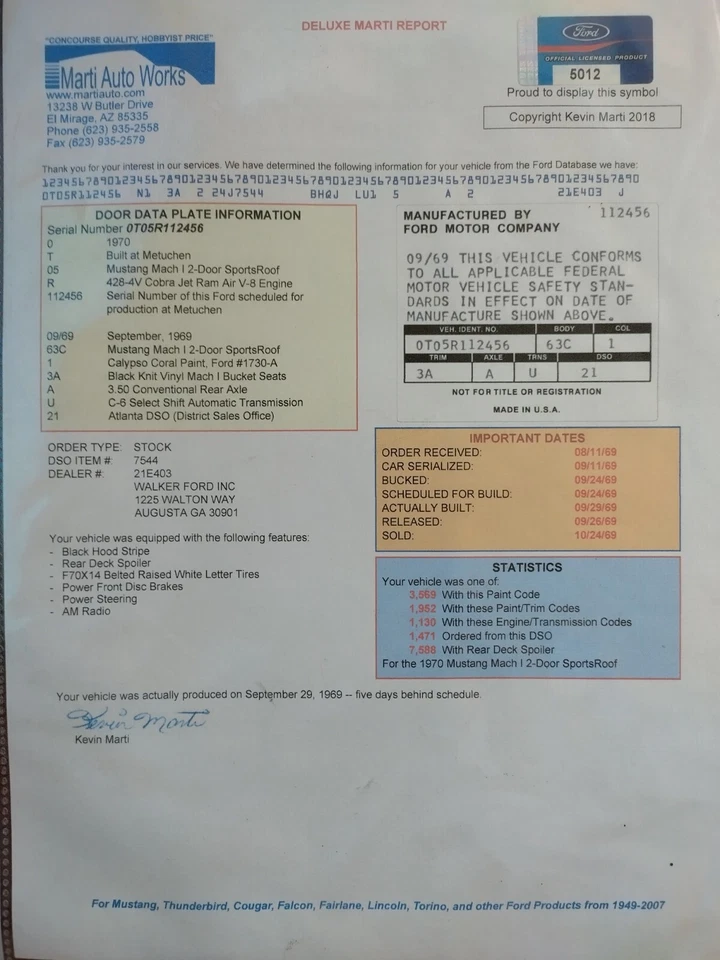 DELUXE MARTI REPORT
"CONCOURSE QUALITY, HOBBYIST PRICE"
Marti Auto Works
www.martiauto.com
13238 W Butler Drive
El Mirage, AZ 85335
Phone (623) 935-2558
Fax (623) 935-2579
Ford
OFFICIAL LICENSED PRODUCT
5012
Proud to display this symbol
Copyright Kevin Marti 2018
Thank you for your interest in our services. We have determined the following information for your vehicle from the Ford Database we have:
12345678901234567890123456789012345678901234567890123456789012345678901234567890
0T05R112456 N1 3A 2 24J7544 BHQJ LU1 5 A 2 21E403 J
DOOR DATA PLATE INFORMATION
Serial Number 0T05R112456
0 1970
T Built at Metuchen
05 Mustang Mach I 2-Door SportsRoof
R 428-4V Cobra Jet Ram Air V-8 Engine
112456 Serial Number of this Ford scheduled for
production at Metuchen
09/69 September, 1969
63C Mustang Mach I 2-Door SportsRoof
1 Calypso Coral Paint, Ford #1730-A
3A Black Knit Vinyl Mach I Bucket Seats
A 3.50 Conventional Rear Axle
U C-6 Select Shift Automatic Transmission
21 Atlanta DSO (District Sales Office)
MANUFACTURED BY 112456
FORD MOTOR COMPANY
09/69 THIS VEHICLE CONFORMS
TO ALL APPLICABLE FEDERAL
MOTOR VEHICLE SAFETY STAN-
DARDS IN EFFECT ON DATE OF
MANUFACTURE SHOWN ABOVE.
VEH. IDENT. NO. BODY COL
0T05R112456 63C 1
TRIM AXLE TRNS DSO
3A A U 21
NOT FOR TITLE OR REGISTRATION
MADE IN U.S.A.
ORDER TYPE: STOCK
DSO ITEM #: 7544
DEALER #: 21E403
WALKER FORD INC
1225 WALTON WAY
AUGUSTA GA 30901
IMPORTANT DATES
ORDER RECEIVED: 08/11/69
CAR SERIALIZED: 09/11/69
BUCKED: 09/24/69
SCHEDULED FOR BUILD: 09/24/69
ACTUALLY BUILT: 09/29/69
RELEASED: 09/26/69
SOLD: 10/24/69
Your vehicle was equipped with the following features:
- Black Hood Stripe
- Rear Deck Spoiler
- F70X14 Belted Raised White Letter Tires
- Power Front Disc Brakes
- Power Steering
- AM Radio
STATISTICS
Your vehicle was one of:
3,569 With this Paint Code
1,952 With these Paint/Trim Codes
1,130 With these Engine/Transmission Codes
1,471 Ordered from this DSO
7,588 With Rear Deck Spoiler
For the 1970 Mustang Mach I 2-Door SportsRoof
Your vehicle was actually produced on September 29, 1969 -- five days behind schedule.
Kevin Marti
Kevin Marti
For Mustang, Thunderbird, Cougar, Falcon, Fairlane, Lincoln, Torino, and other Ford Products from 1949-2007